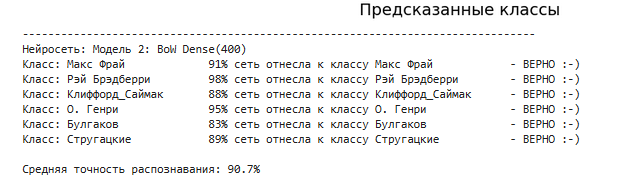 Предсказанные классы
-----------------------------------------------------------------------------
Нейросеть: Модель 2: BoW Dense(400)
Класс: Макс Фрай 91% сеть отнесла к классу Макс Фрай - ВЕРНО :-)
Класс: Рэй Брэдберри 98% сеть отнесла к классу Рэй Брэдберри - ВЕРНО :-)
Класс: Клиффорд_Саймак 88% сеть отнесла к классу Клиффорд_Саймак - ВЕРНО :-)
Класс: О. Генри 95% сеть отнесла к классу О. Генри - ВЕРНО :-)
Класс: Булгаков 83% сеть отнесла к классу Булгаков - ВЕРНО :-)
Класс: Стругацкие 89% сеть отнесла к классу Стругацкие - ВЕРНО :-)
Средняя точность распознавания: 90.7%